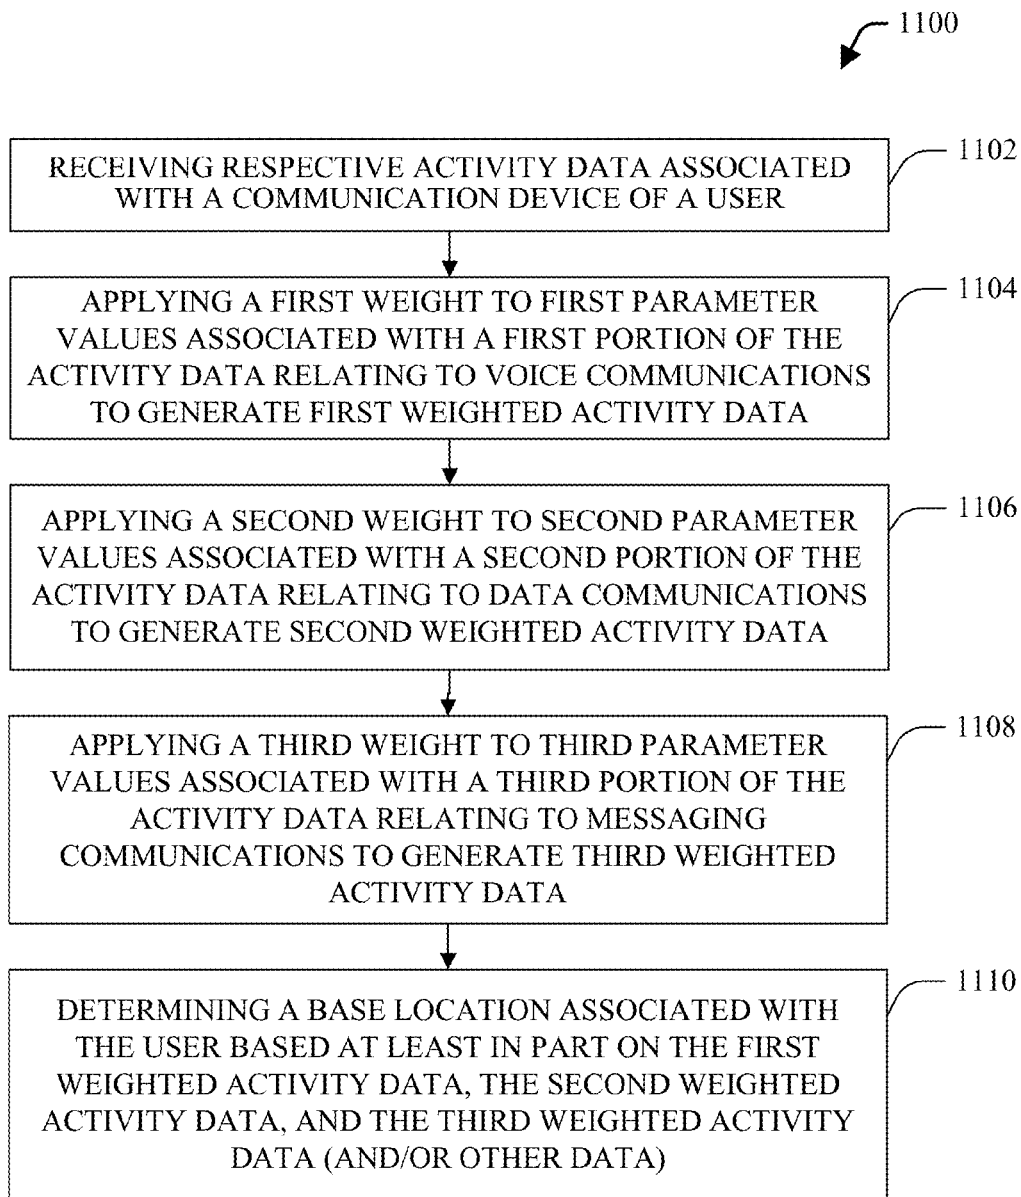 1100
RECEIVING RESPECTIVE ACTIVITY DATA ASSOCIATED
WITH A COMMUNICATION DEVICE OF A USER
1102
APPLYING A FIRST WEIGHT TO FIRST PARAMETER
VALUES ASSOCIATED WITH A FIRST PORTION OF THE
ACTIVITY DATA RELATING TO VOICE COMMUNICATIONS
TO GENERATE FIRST WEIGHTED ACTIVITY DATA
1104
APPLYING A SECOND WEIGHT TO SECOND PARAMETER
VALUES ASSOCIATED WITH A SECOND PORTION OF THE
ACTIVITY DATA RELATING TO DATA COMMUNICATIONS
TO GENERATE SECOND WEIGHTED ACTIVITY DATA
1106
APPLYING A THIRD WEIGHT TO THIRD PARAMETER
VALUES ASSOCIATED WITH A THIRD PORTION OF THE
ACTIVITY DATA RELATING TO MESSAGING
COMMUNICATIONS TO GENERATE THIRD WEIGHTED
ACTIVITY DATA
1108
DETERMINING A BASE LOCATION ASSOCIATED WITH
THE USER BASED AT LEAST IN PART ON THE FIRST
WEIGHTED ACTIVITY DATA, THE SECOND WEIGHTED
ACTIVITY DATA, AND THE THIRD WEIGHTED ACTIVITY
DATA (AND/OR OTHER DATA)
1110